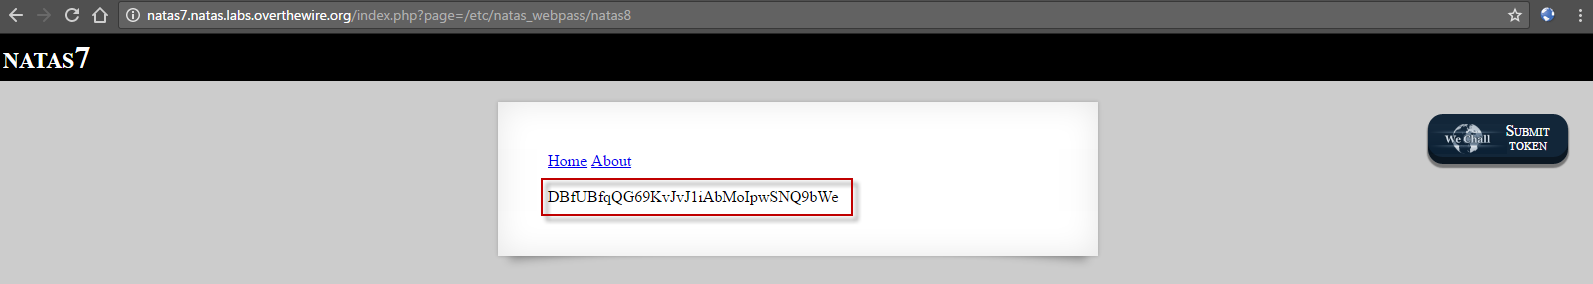 natas7.natas.labs.overthewire.org/index.php?page=/etc/natas_webpass/natas8
NATAS7
We Chall
SUBMIT
TOKEN
Home About
DBfUBfqQG69KvJvJ1iAbMoIpwSNQ9bWe